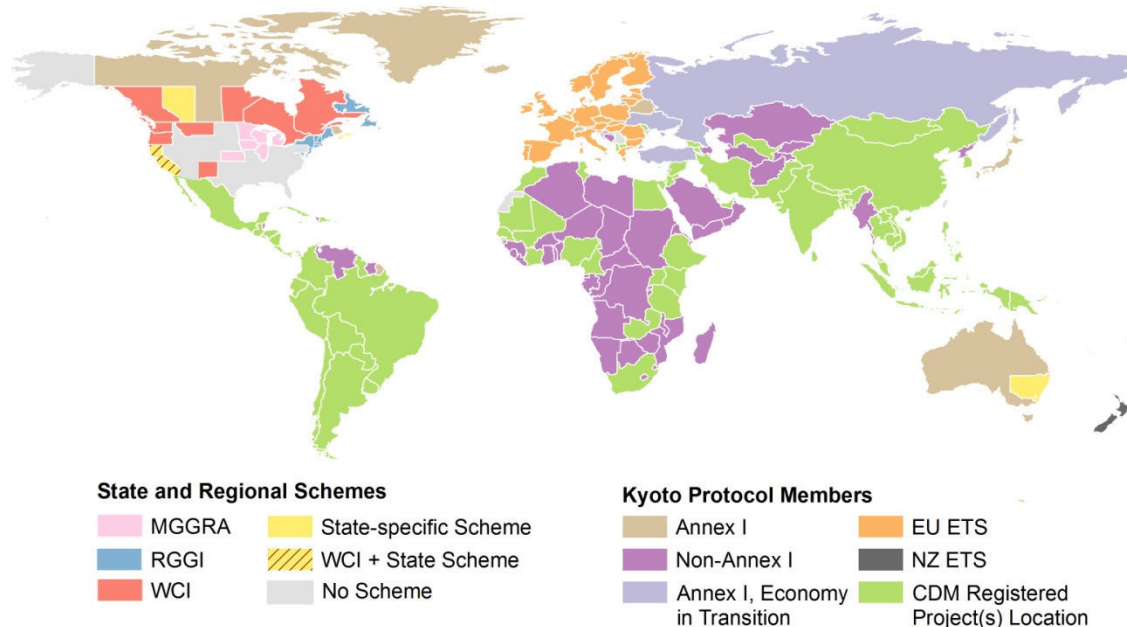 State and Regional Schemes
MGGRA
RGGI
WCI
State-specific Scheme
WCI + State Scheme
No Scheme
Kyoto Protocol Members
Annex I
Non-Annex I
Annex I, Economy
in Transition
EU ETS
NZ ETS
CDM Registered
Project(s) Location